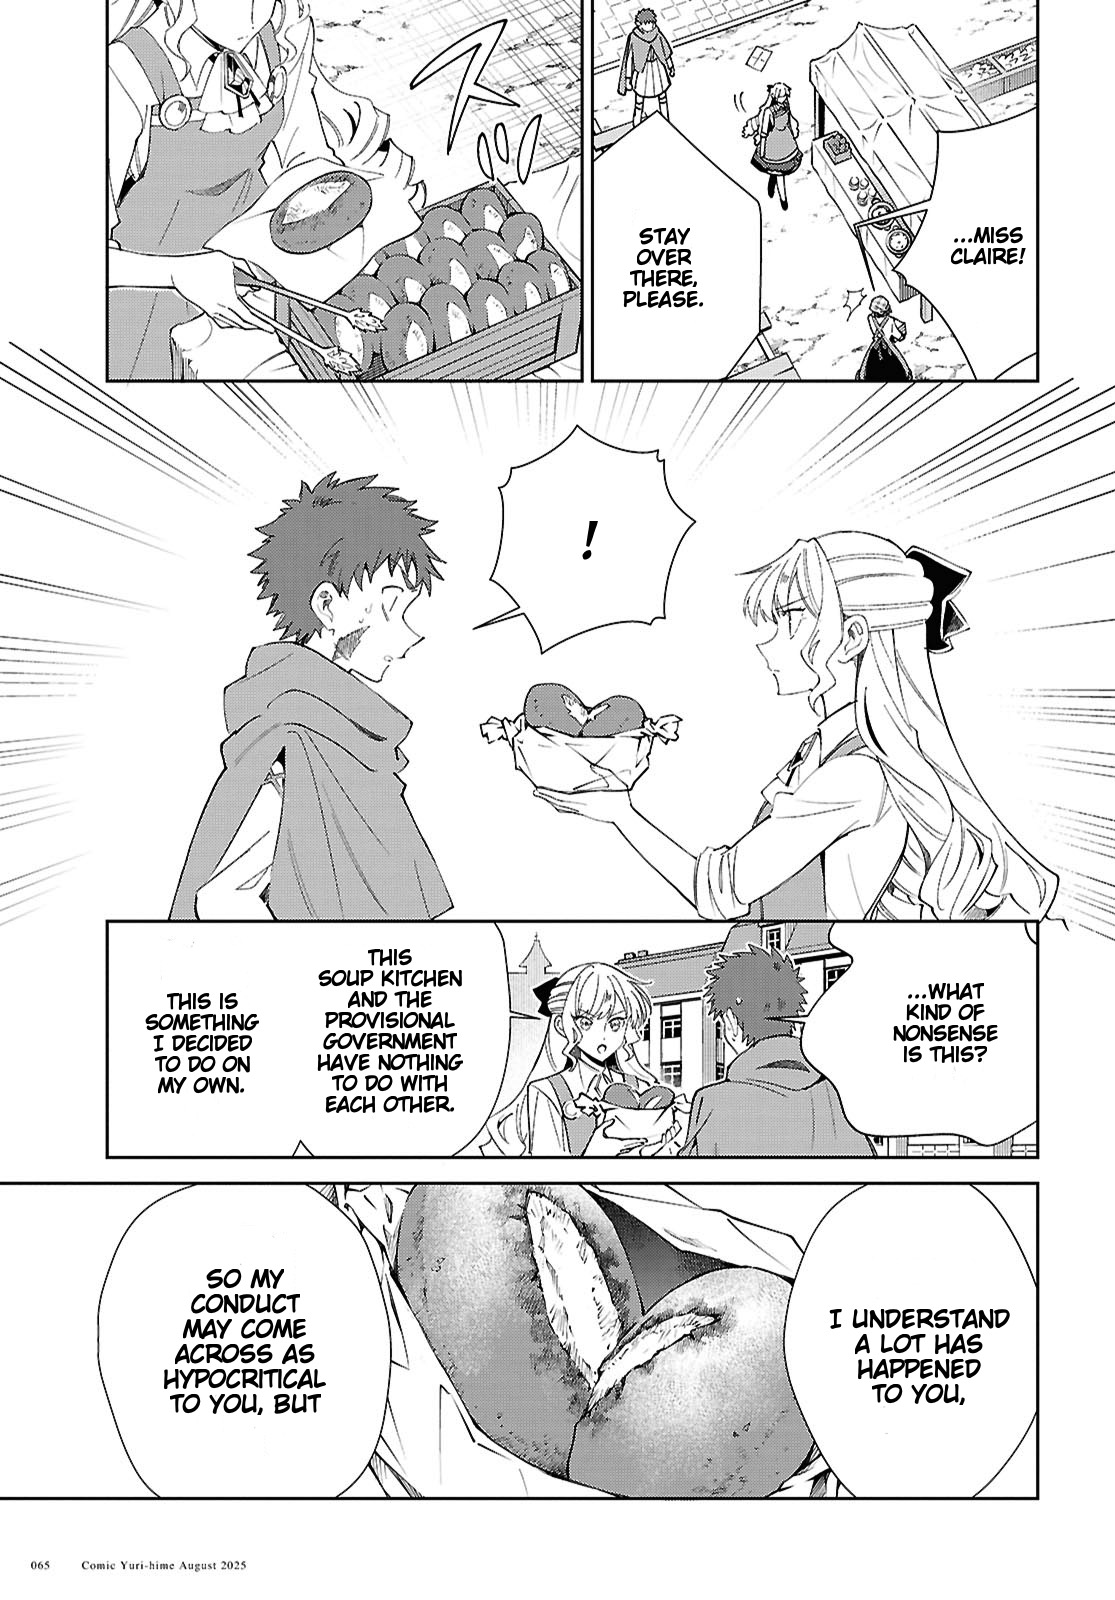 ...MISS
CLAIRE!
STAY
OVER
THERE,
PLEASE.
!
...WHAT
KIND OF
NONSENSE
IS THIS?
THIS
SOUP KITCHEN
AND THE
PROVISIONAL
GOVERNMENT
HAVE NOTHING
TO DO WITH
EACH OTHER.
THIS IS
SOMETHING
I DECIDED
TO DO ON
MY OWN.
I UNDERSTAND
A LOT HAS
HAPPENED
TO YOU,
SO MY
CONDUCT
MAY COME
ACROSS AS
HYPOCRITICAL
TO YOU, BUT
065 Comic Yuri-hime August 2025